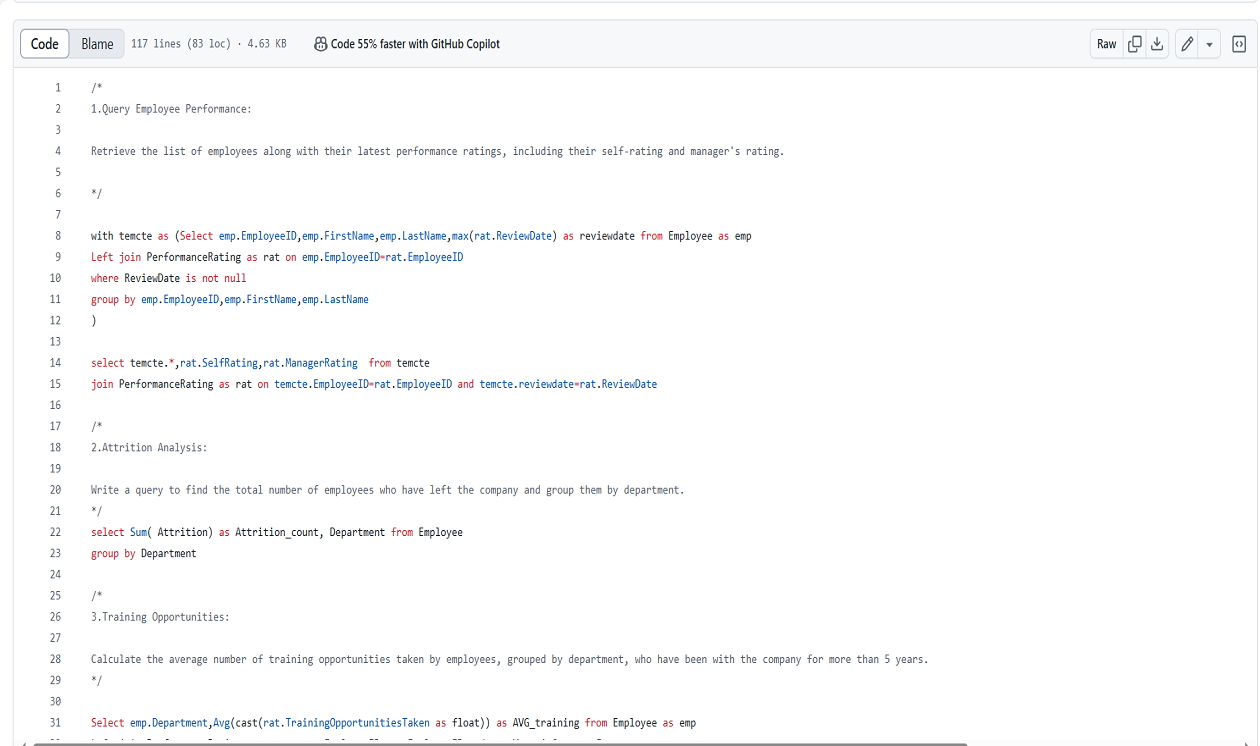 Code Blame 117 lines (83 loc) · 4.63 KB Code 55% faster with GitHub Copilot Raw
1 /*
2 1.Query Employee Performance:
3
4 Retrieve the list of employees along with their latest performance ratings, including their self-rating and manager's rating.
5
6 */
7
8 with temcte as (Select emp.EmployeeID,emp.FirstName,emp.LastName,max(rat.ReviewDate) as reviewdate from Employee as emp
9 Left join PerformanceRating as rat on emp.EmployeeID=rat.EmployeeID
10 where ReviewDate is not null
11 group by emp.EmployeeID,emp.FirstName,emp.LastName
12 )
13
14 select temcte.*,rat.SelfRating,rat.ManagerRating  from temcte
15 join PerformanceRating as rat on temcte.EmployeeID=rat.EmployeeID and temcte.reviewdate=rat.ReviewDate
16
17 /*
18 2.Attrition Analysis:
19
20 Write a query to find the total number of employees who have left the company and group them by department.
21 */
22 select Sum( Attrition) as Attrition_count, Department from Employee
23 group by Department
24
25 /*
26 3.Training Opportunities:
27
28 Calculate the average number of training opportunities taken by employees, grouped by department, who have been with the company for more than 5 years.
29 */
30
31 Select emp.Department,Avg(cast(rat.TrainingOpportunitiesTaken as float)) as AVG_training from Employee as emp